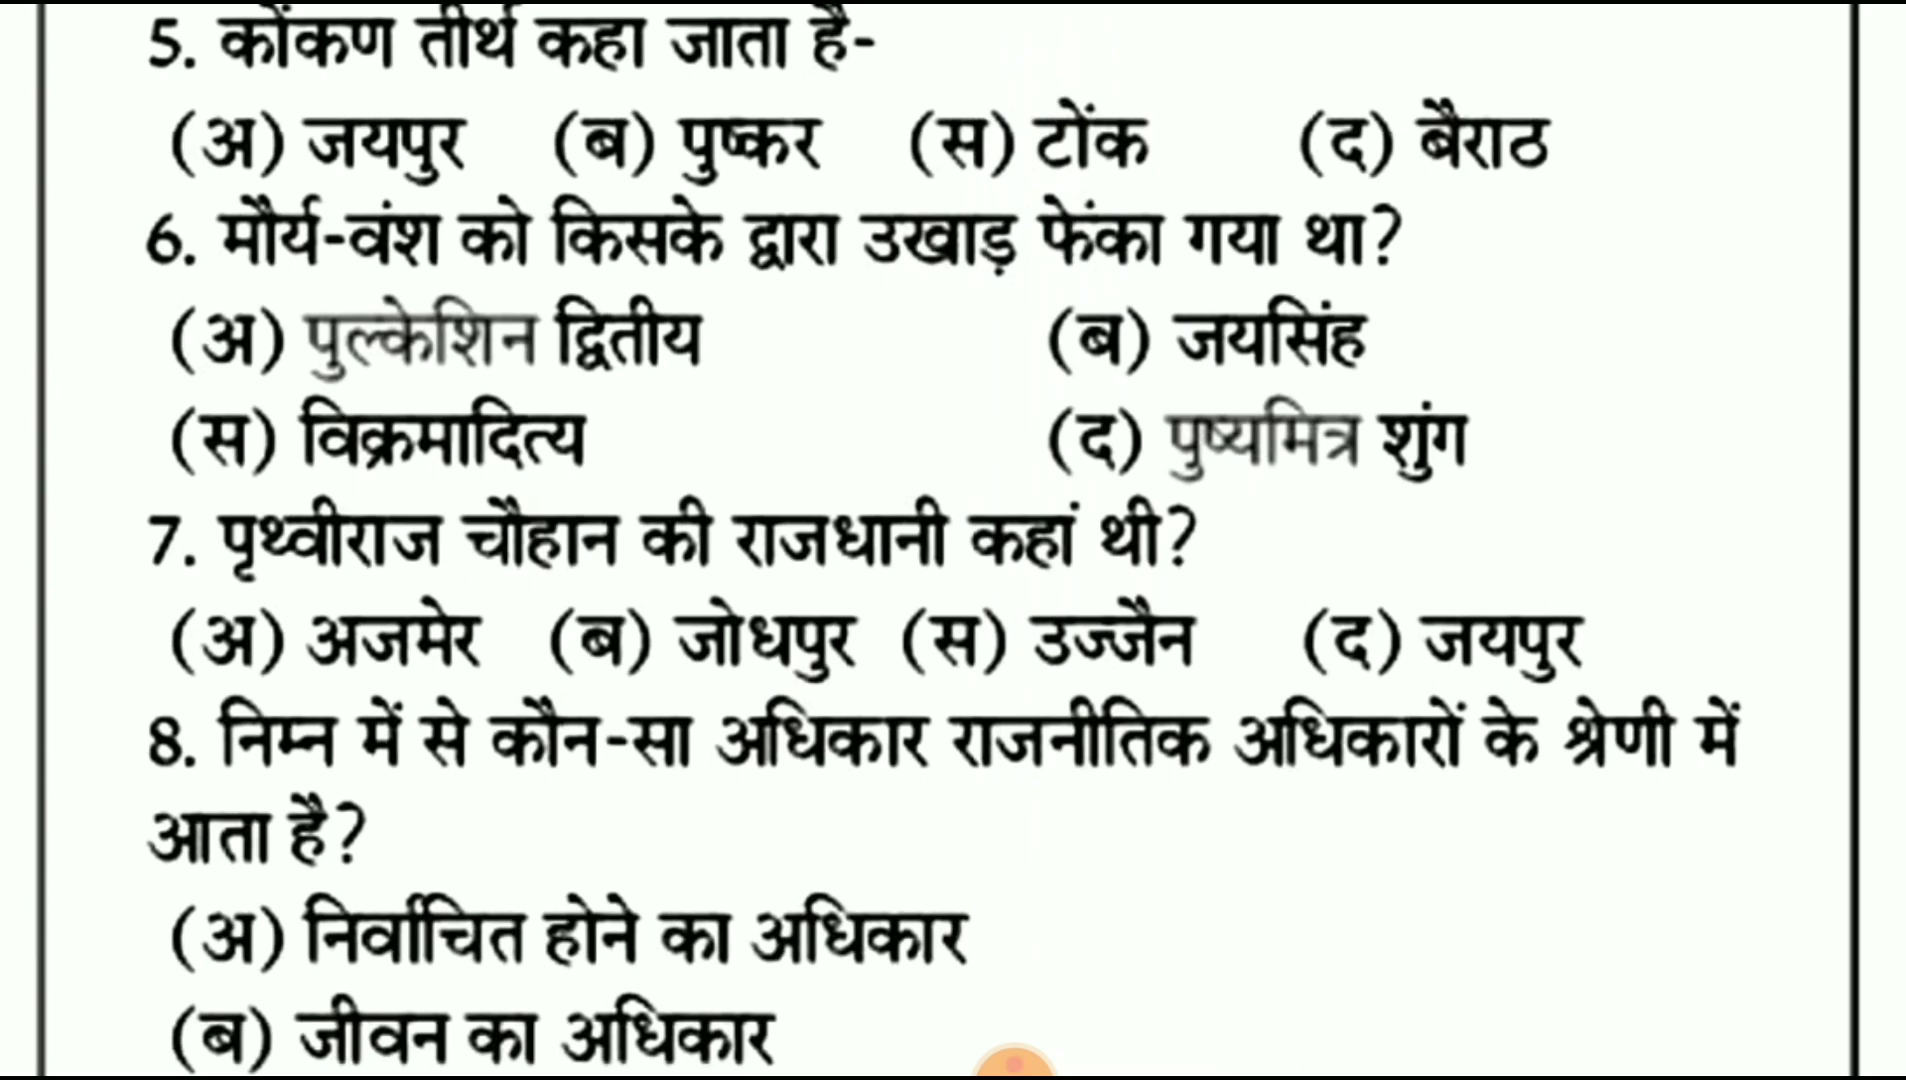 5. कोंकण तीर्थ कहा जाता है-
(अ) जयपुर (ब) पुष्कर (स) टोंक (द) बैराठ
6. मौर्य-वंश को किसके द्वारा उखाड़ फेंका गया था?
(अ) पुल्केशिन द्वितीय (ब) जयसिंह
(स) विक्रमादित्य (द) पुष्यमित्र शुंग
7. पृथ्वीराज चौहान की राजधानी कहां थी?
(अ) अजमेर (ब) जोधपुर (स) उज्जैन (द) जयपुर
8. निम्न में से कौन-सा अधिकार राजनीतिक अधिकारों के श्रेणी में
आता है?
(अ) निर्वाचित होने का अधिकार
(ब) जीवन का अधिकार